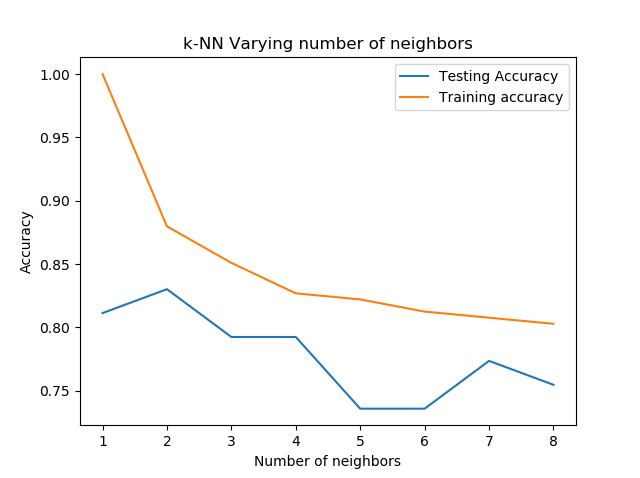 k-NN Varying number of neighbors
Testing Accuracy
Training accuracy
1.00
0.95
0.90
0.85
0.80
0.75
Accuracy
1 2 3 4 5 6 7 8
Number of neighbors